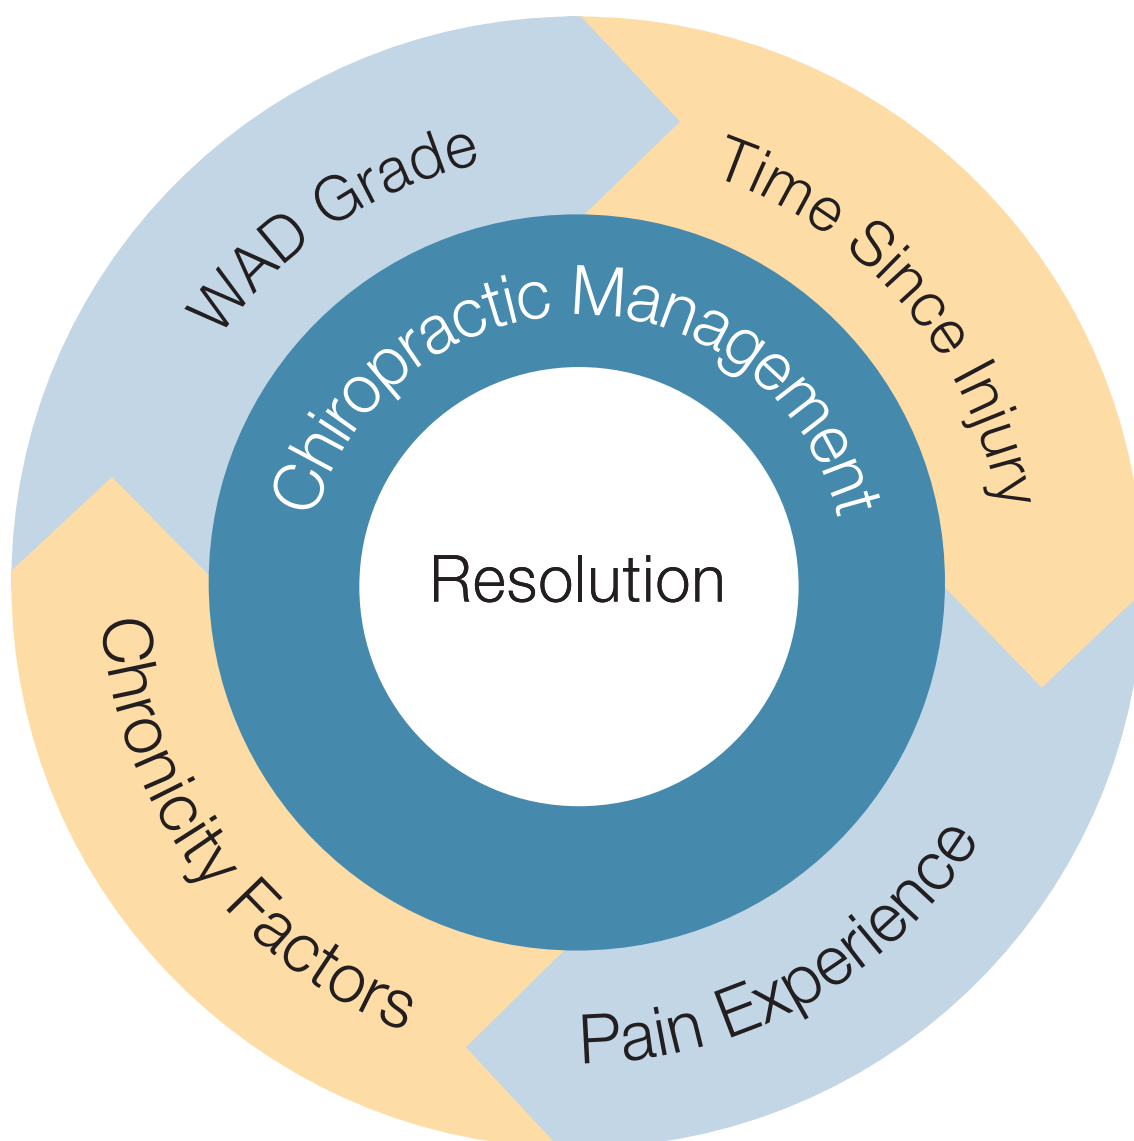 WAD Grade
Time Since Injury
Pain Experience
Chronicity Factors
Chiropractic Management
Resolution